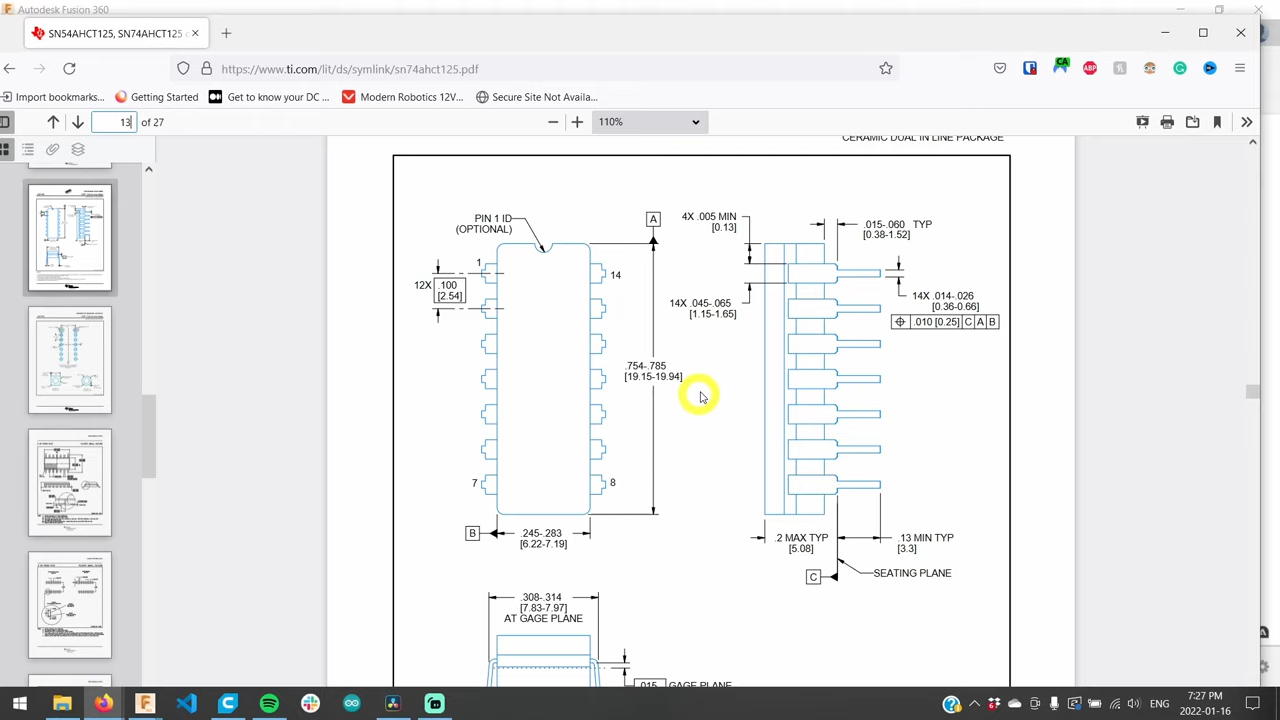 Autodesk Fusion 360
SN54AHCT125, SN74AHCT125
https://www.ti.com/lit/ds/symlink/sn74ahct125.pdf
CA
ABP
Import bookmarks...
Getting Started
Get to know your DC ...
Modern Robotics 12V...
Secure Site Not Availa...
13 of 27
110%
CERAMIC DUAL IN LINE PACKAGE
PIN 1 ID
(OPTIONAL)
A
4X .005 MIN
[0.13]
.015-.060 TYP
[0.38-1.52]
1
14
12X .100
[2.54]
14X .014-.026
[0.36-0.66]
14X .045-.065
[1.15-1.65]
.010 [0.25] C A B
.754-.785
[19.15-19.94]
7
8
B
.245-.283
[6.22-7.19]
.2 MAX TYP
[5.08]
.13 MIN TYP
[3.3]
C
SEATING PLANE
.308-.314
[7.83-7.97]
AT GAGE PLANE
.015 GAGE PLANE
ENG
7:27 PM
2022-01-16